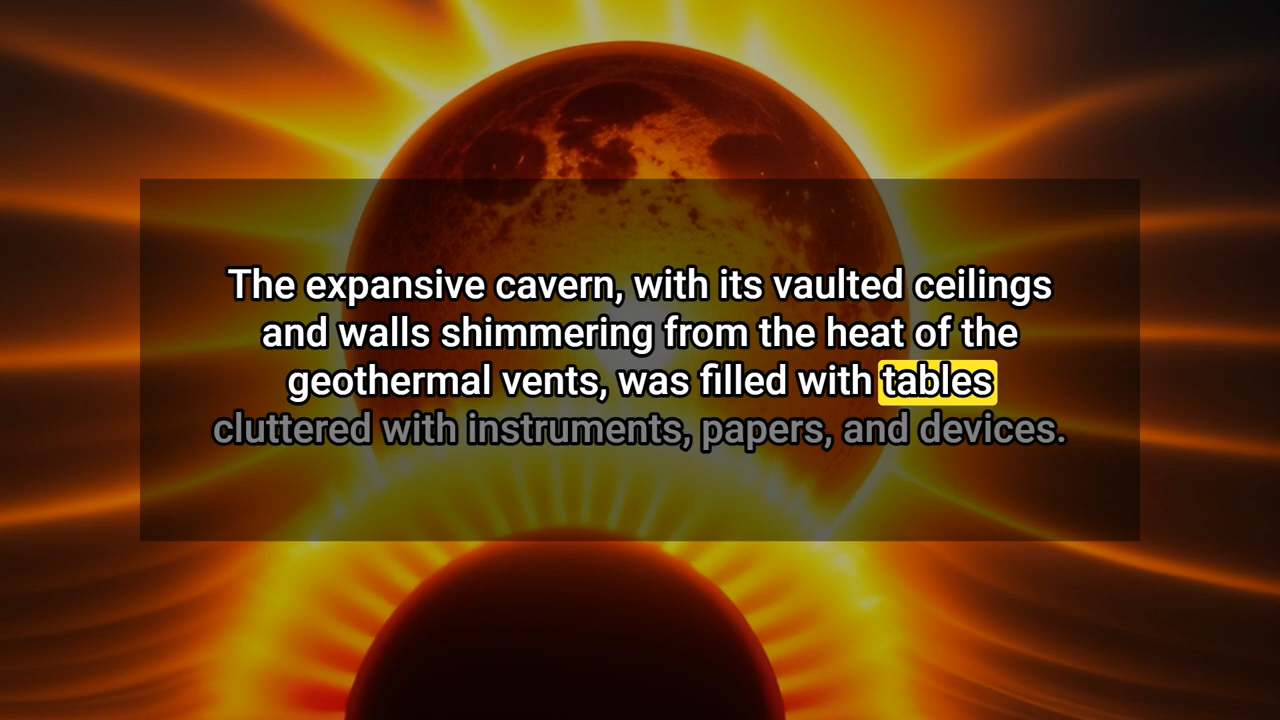 The expansive cavern, with its vaulted ceilings
and walls shimmering from the heat of the
geothermal vents, was filled with tables
cluttered with instruments, papers, and devices.